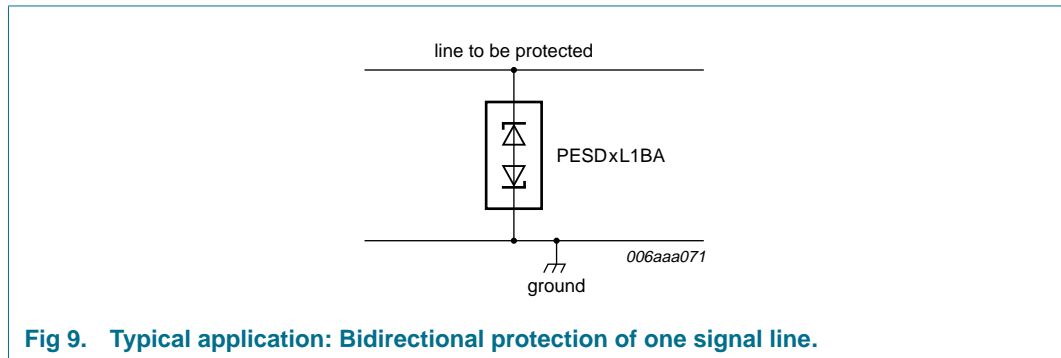 line to be protected
PESDxL1BA
006aaa071
ground
Fig 9. Typical application: Bidirectional protection of one signal line.